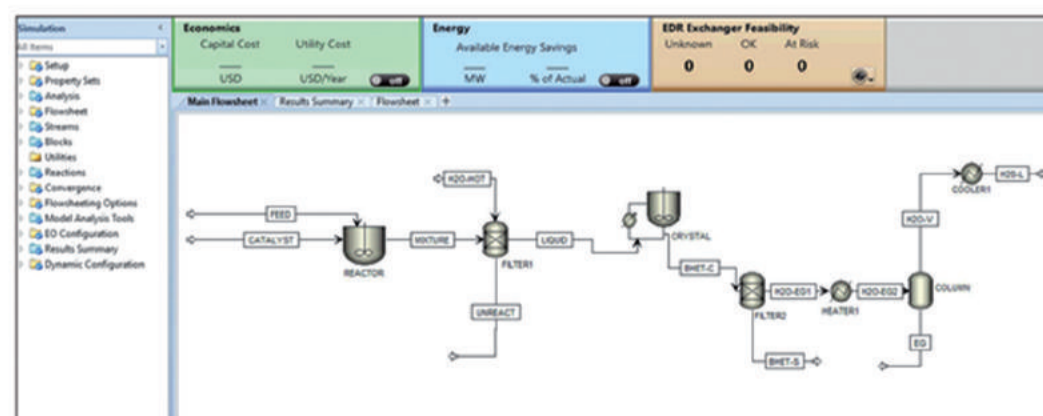 Simulation
All Items
Setup
Property Sets
Analysis
Flowsheet
Streams
Blocks
Utilities
Reactions
Convergence
Flowsheeting Options
Model Analysis Tools
EO Configuration
Results Summary
Dynamic Configuration
Economics
Capital Cost Utility Cost
USD USD/Year off
Energy
Available Energy Savings
MW % of Actual off
EDR Exchanger Feasibility
Unknown OK At Risk
0 0 0
Main Flowsheet × Results Summary × Flowsheet × +
H2O-HOT
FEED
CATALYST
REACTOR
MIXTURE
FILTER1
UNREACT
LIQUID
CRYSTAL
BHET-C
FILTER2
BHET-S
H2O-EG1
HEATER1
H2O-EG2
COLUMN
EG
H2O-V
COOLER1
H20-L